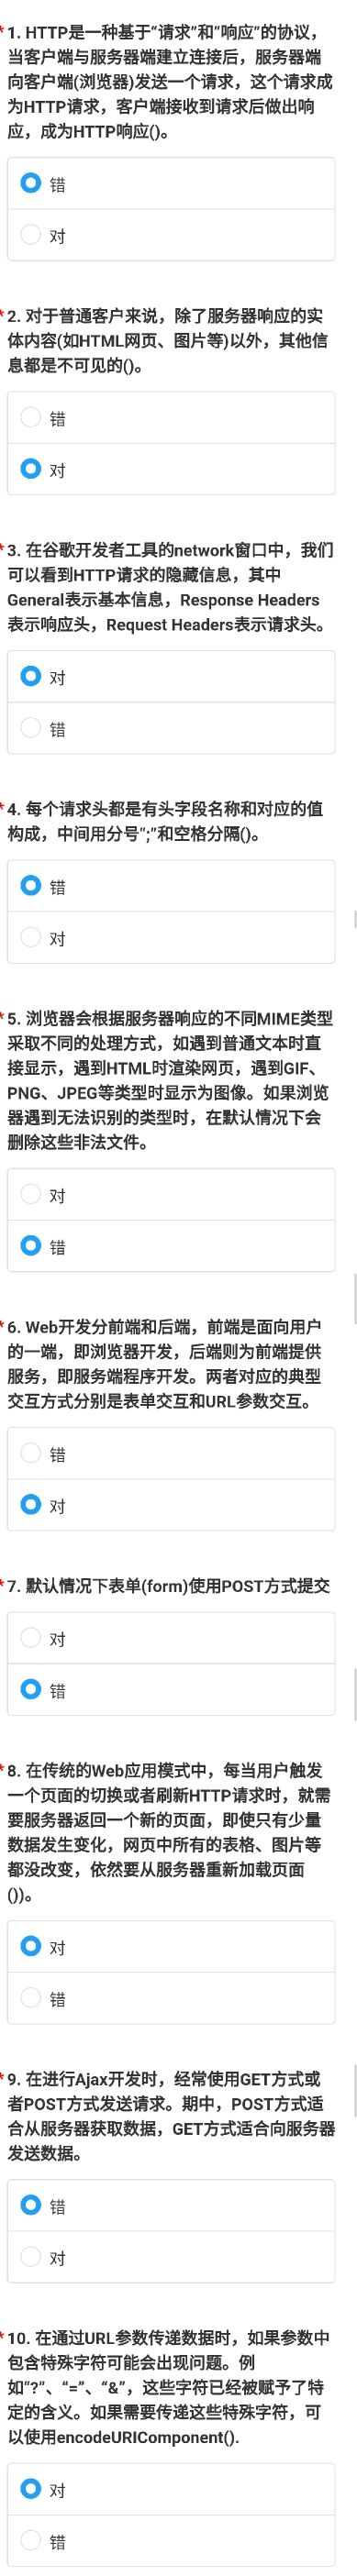 *1. HTTP是一种基于“请求”和“响应”的协议，
当客户端与服务器端建立连接后，服务器端
向客户端(浏览器)发送一个请求，这个请求成
为HTTP请求，客户端接收到请求后做出响
应，成为HTTP响应()。
错
对
*2. 对于普通客户来说，除了服务器响应的实
体内容(如HTML网页、图片等)以外，其他信
息都是不可见的()。
错
对
*3. 在谷歌开发者工具的network窗口中，我们
可以看到HTTP请求的隐藏信息，其中
General表示基本信息，Response Headers
表示响应头，Request Headers表示请求头。
对
错
*4. 每个请求头都是有头字段名称和对应的值
构成，中间用分号“;”和空格分隔()。
错
对
*5. 浏览器会根据服务器响应的不同MIME类型
采取不同的处理方式，如遇到普通文本时直
接显示，遇到HTML时渲染网页，遇到GIF、
PNG、JPEG等类型时显示为图像。如果浏览
器遇到无法识别的类型时，在默认情况下会
删除这些非法文件。
对
错
*6. Web开发分前端和后端，前端是面向用户
的一端，即浏览器开发，后端则为前端提供
服务，即服务端程序开发。两者对应的典型
交互方式分别是表单交互和URL参数交互。
错
对
*7. 默认情况下表单(form)使用POST方式提交
对
错
*8. 在传统的Web应用模式中，每当用户触发
一个页面的切换或者刷新HTTP请求时，就需
要服务器返回一个新的页面，即使只有少量
数据发生变化，网页中所有的表格、图片等
都没改变，依然要从服务器重新加载页面
())。
对
错
*9. 在进行Ajax开发时，经常使用GET方式或
者POST方式发送请求。期中，POST方式适
合从服务器获取数据，GET方式适合向服务器
发送数据。
错
对
*10. 在通过URL参数传递数据时，如果参数中
包含特殊字符可能会出现问题。例
如“?”、“=”、“&”，这些字符已经被赋予了特
定的含义。如果需要传递这些特殊字符，可
以使用encodeURIComponent().
对
错